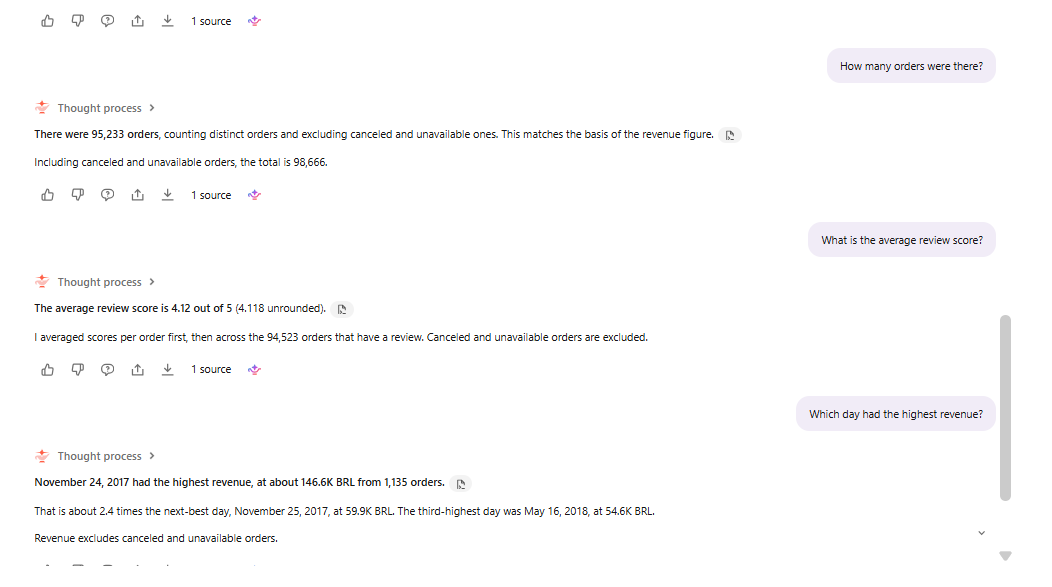 1 source
How many orders were there?
Thought process
There were 95,233 orders, counting distinct orders and excluding canceled and unavailable ones. This matches the basis of the revenue figure.
Including canceled and unavailable orders, the total is 98,666.
1 source
What is the average review score?
Thought process
The average review score is 4.12 out of 5 (4.118 unrounded).
I averaged scores per order first, then across the 94,523 orders that have a review. Canceled and unavailable orders are excluded.
1 source
Which day had the highest revenue?
Thought process
November 24, 2017 had the highest revenue, at about 146.6K BRL from 1,135 orders.
That is about 2.4 times the next-best day, November 25, 2017, at 59.9K BRL. The third-highest day was May 16, 2018, at 54.6K BRL.
Revenue excludes canceled and unavailable orders.